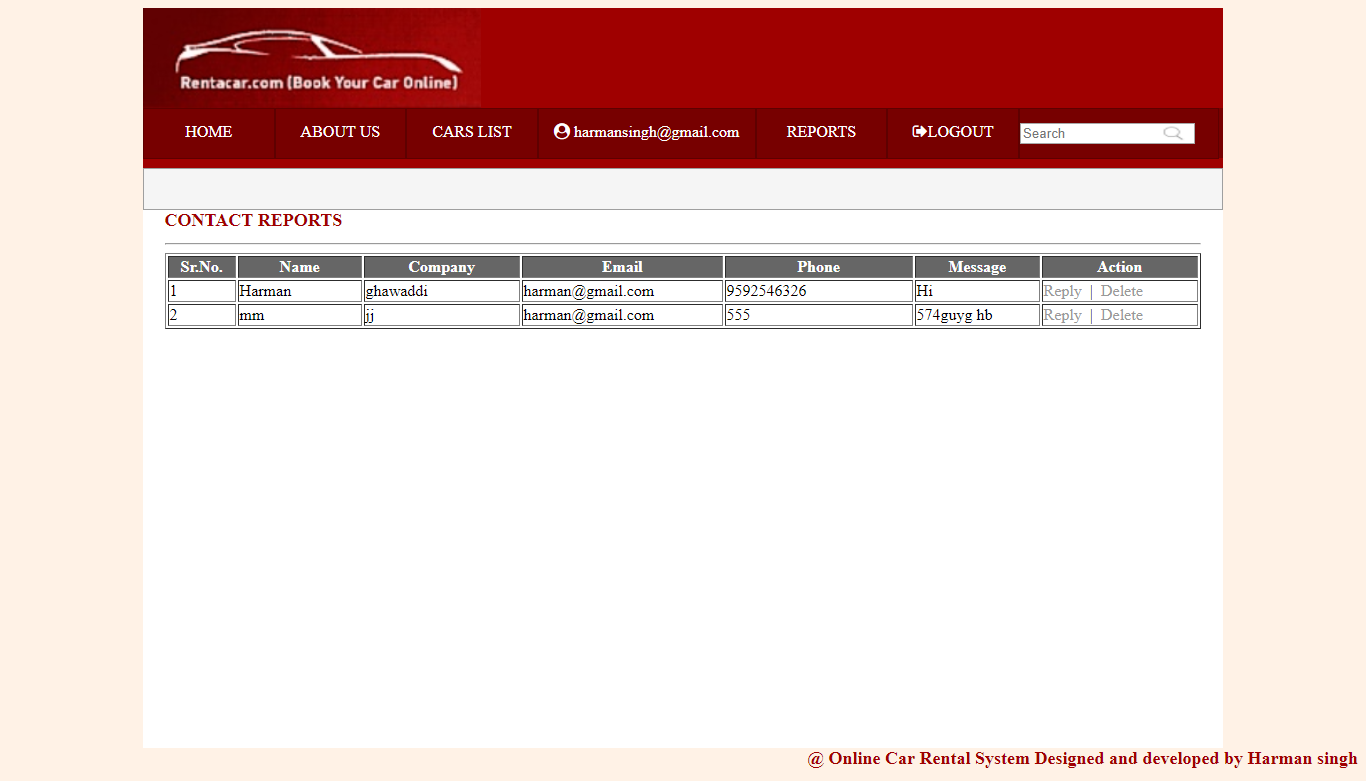 Rentacar.com (Book Your Car Online)
HOME ABOUT US CARS LIST harmansingh@gmail.com REPORTS LOGOUT Search
CONTACT REPORTS
Sr.No. Name Company Email Phone Message Action
1 Harman ghawaddi harman@gmail.com 9592546326 Hi Reply | Delete
2 mm jj harman@gmail.com 555 574guyg hb Reply | Delete
@ Online Car Rental System Designed and developed by Harman singh